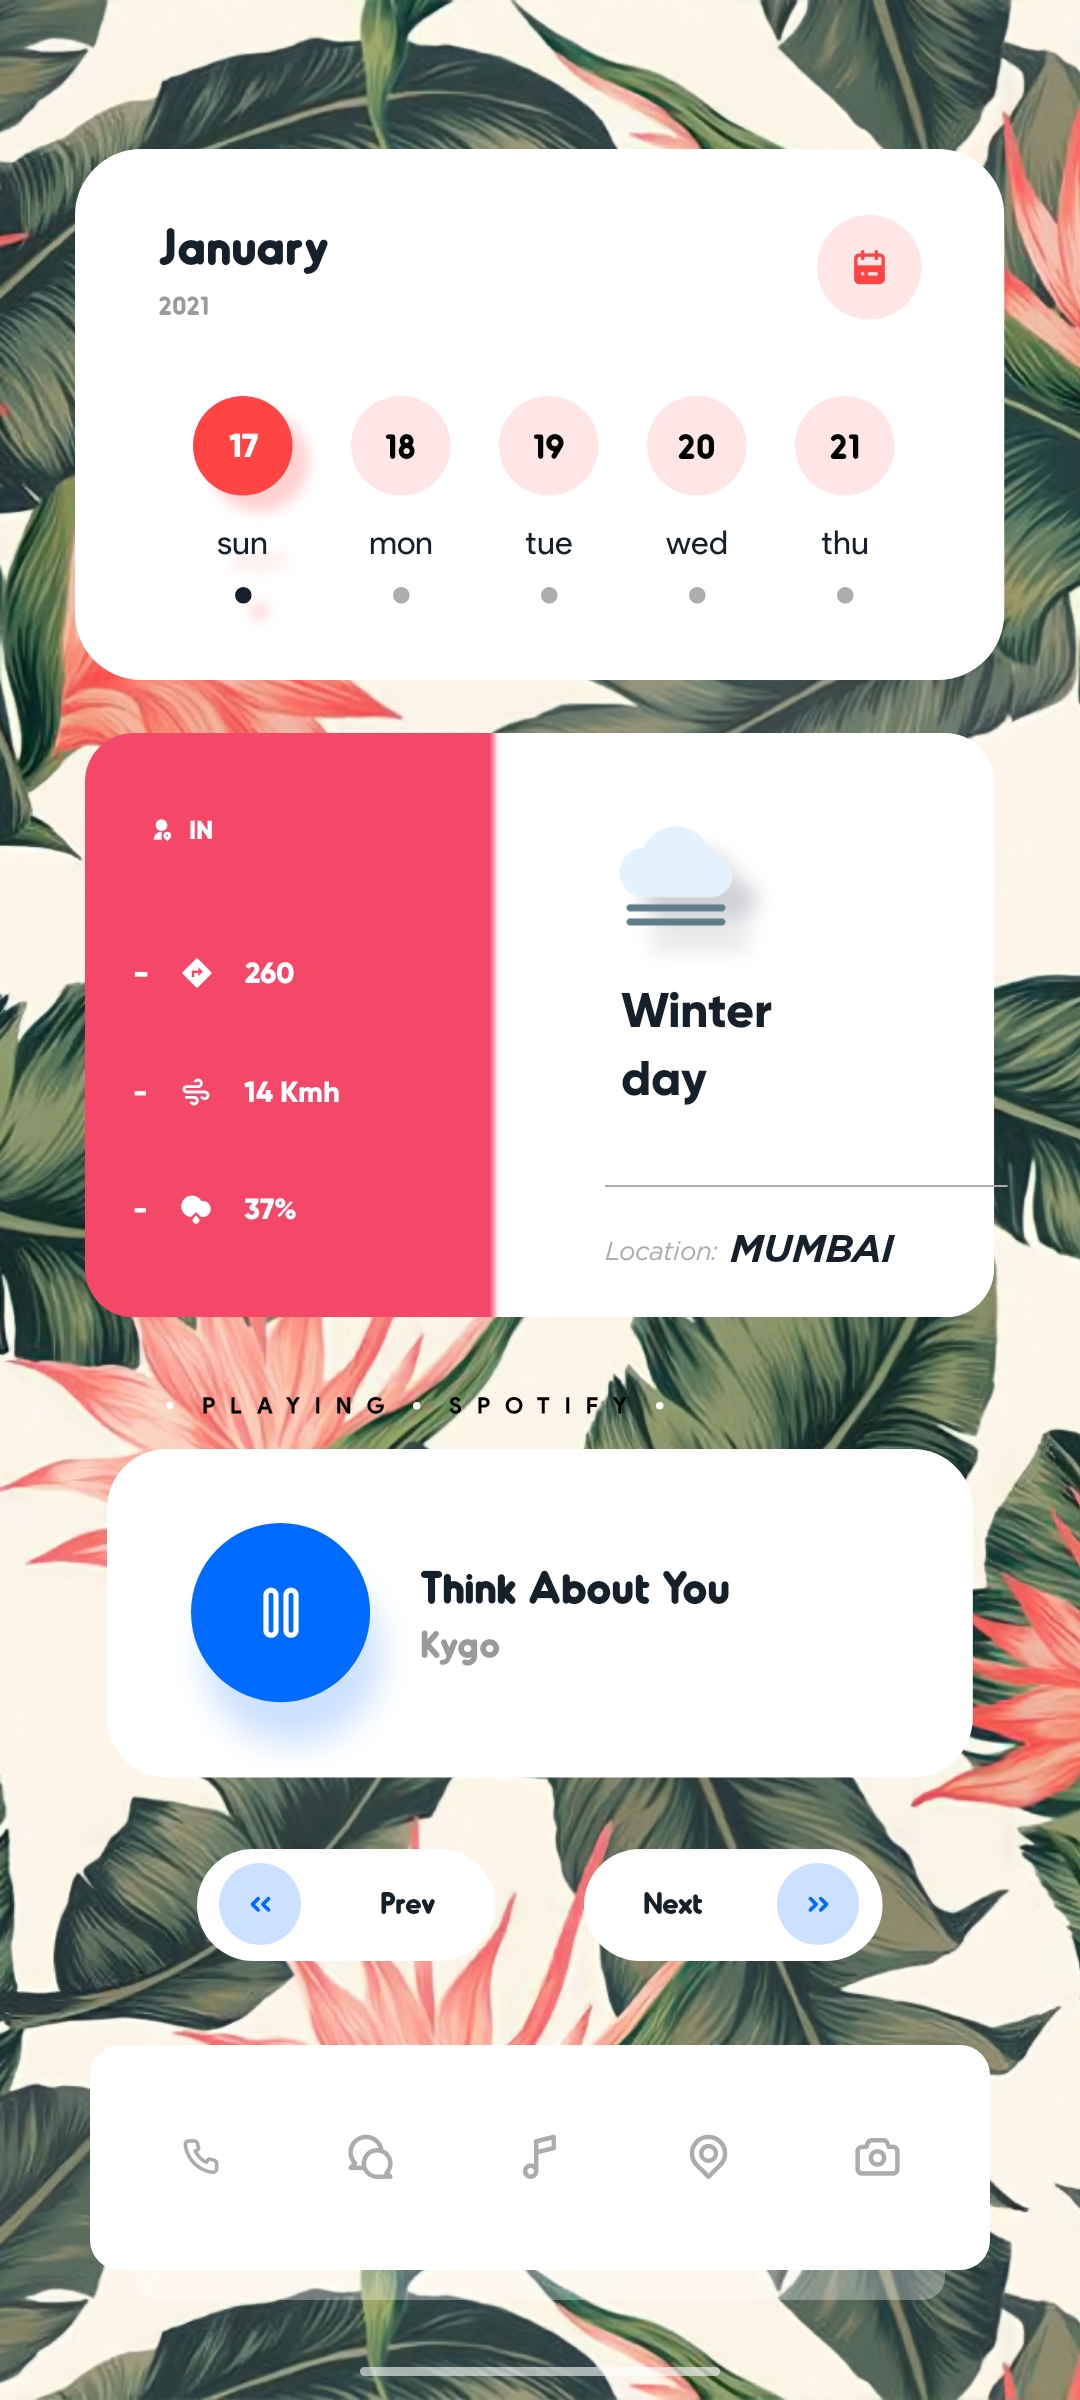 January
2021
17 18 19 20 21
sun mon tue wed thu
IN
- 260
- 14 Kmh
- 37%
Winter
day
Location: MUMBAI
• PLAYING • SPOTIFY •
Think About You
Kygo
Prev
Next